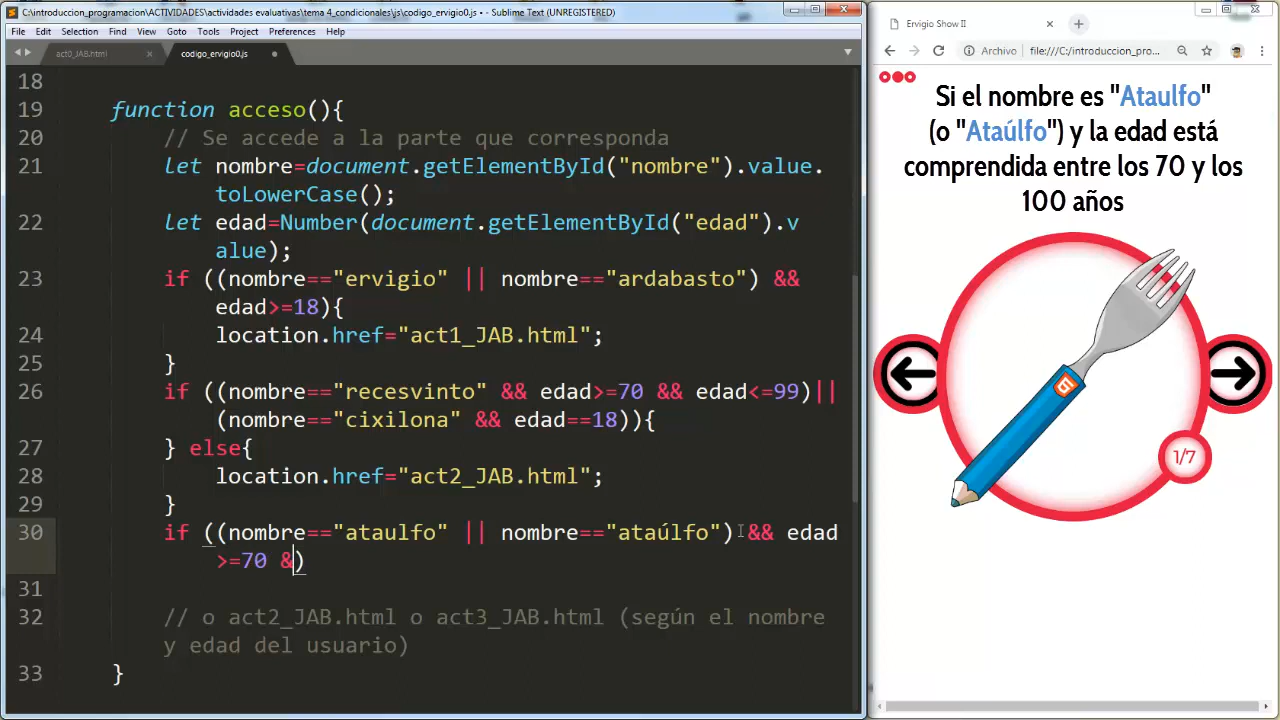 C:\introduccion_programacion\ACTIVIDADES\actividades evaluativas\tema 4_condicionales\js\codigo_ervigio0.js • - Sublime Text (UNREGISTERED)
File Edit Selection Find View Goto Tools Project Preferences Help
act0_JAB.html × codigo_ervigio0.js
18
19 function acceso(){
20 // Se accede a la parte que corresponda
21 let nombre=document.getElementById("nombre").value.
toLowerCase();
22 let edad=Number(document.getElementById("edad").v
alue);
23 if ((nombre=="ervigio" || nombre=="ardabasto") &&
edad>=18){
24 location.href="act1_JAB.html";
25 }
26 if ((nombre=="recesvinto" && edad>=70 && edad<=99)||
(nombre=="cixilona" && edad==18)){
27 } else{
28 location.href="act2_JAB.html";
29 }
30 if ((nombre=="ataulfo" || nombre=="ataúlfo") && edad
>=70 &)
31
32 // o act2_JAB.html o act3_JAB.html (según el nombre
y edad del usuario)
33 }
Ervigio Show II
Archivo | file:///C:/introduccion_pro...
Si el nombre es "Ataulfo"
(o "Ataúlfo") y la edad está
comprendida entre los 70 y los
100 años
1/7